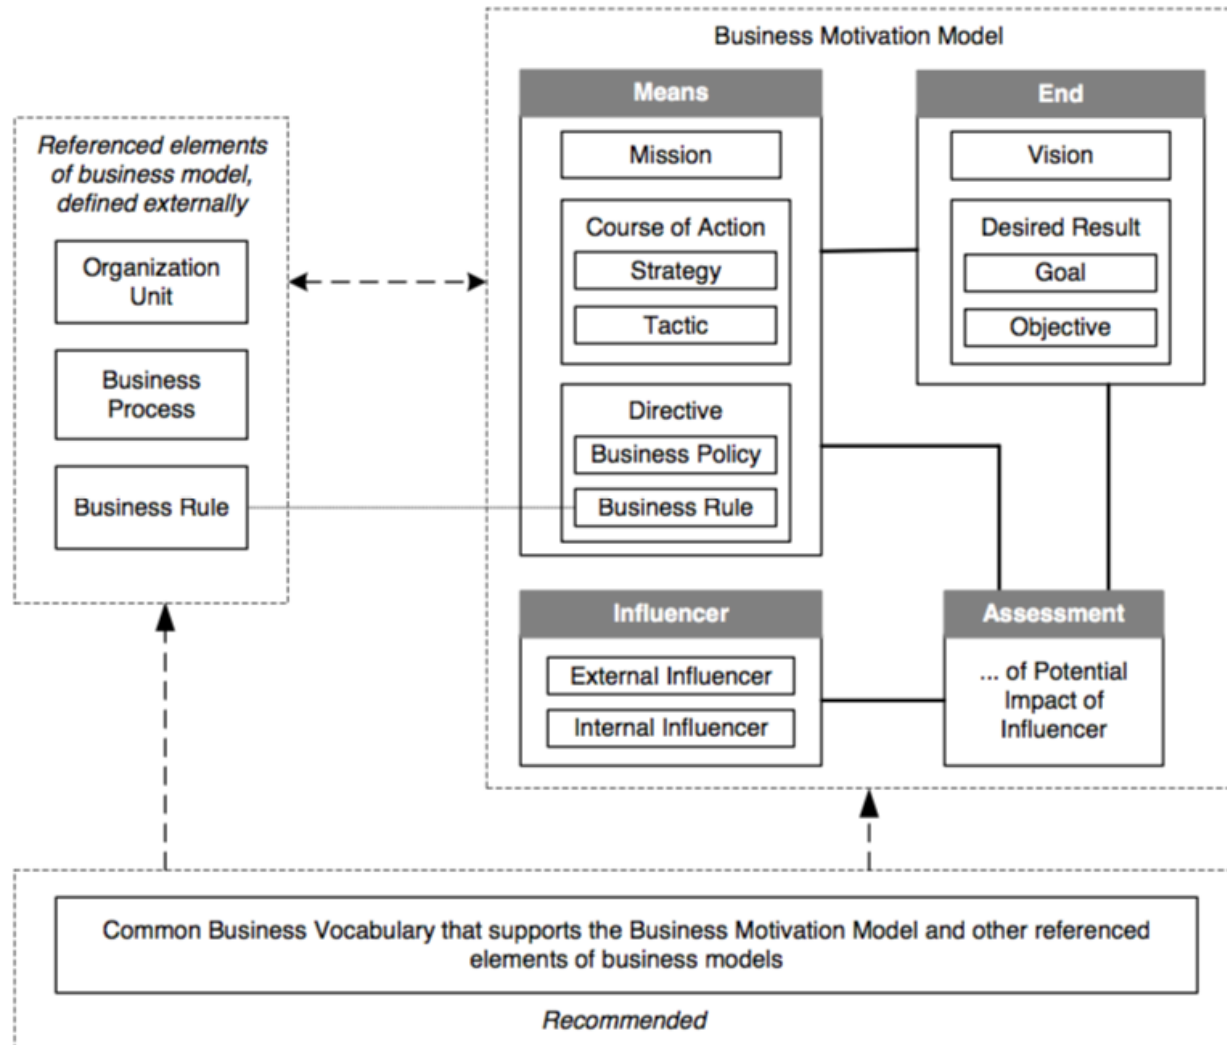 Business Motivation Model
Referenced elements
of business model,
defined externally
Organization
Unit
Business
Process
Business Rule
Means
Mission
Course of Action
Strategy
Tactic
Directive
Business Policy
Business Rule
End
Vision
Desired Result
Goal
Objective
Influencer
External Influencer
Internal Influencer
Assessment
... of Potential
Impact of
Influencer
Common Business Vocabulary that supports the Business Motivation Model and other referenced
elements of business models
Recommended